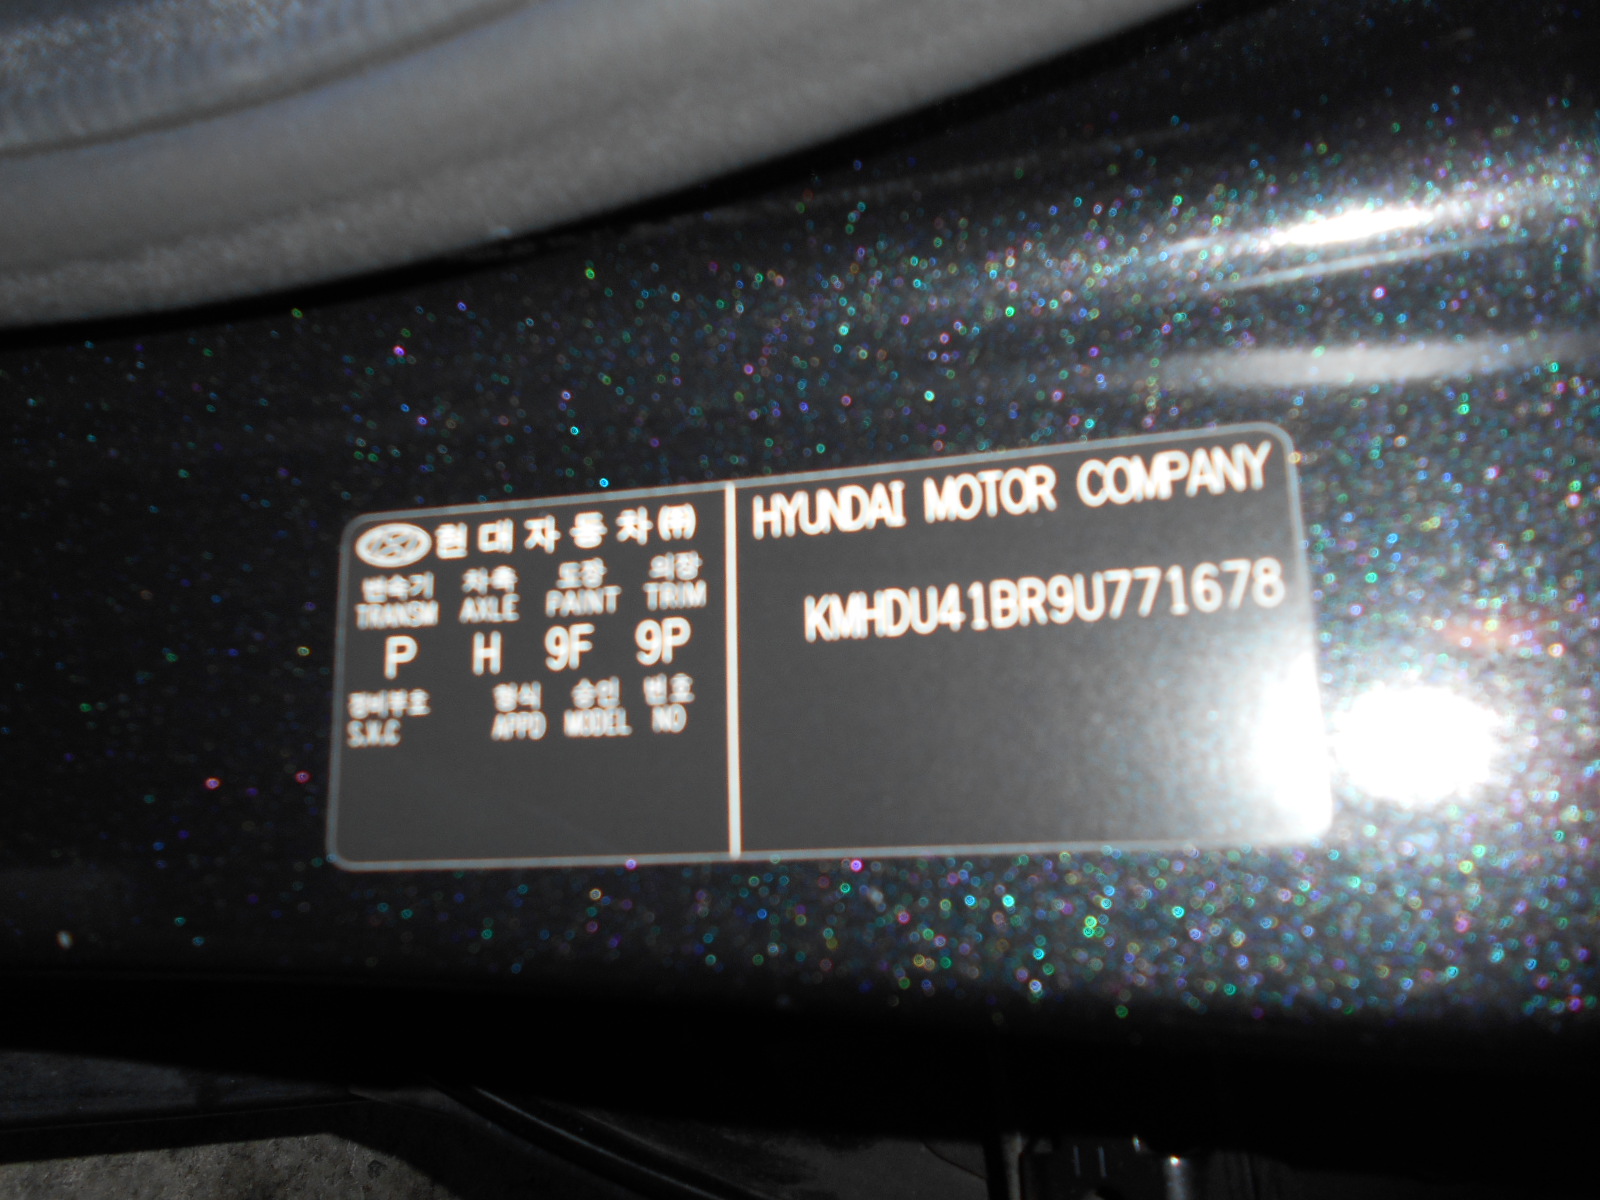 현대자동차㈜
변속기 차축 도장 의장
TRANSM AXLE PAINT TRIM
P H 9F 9P
장비부호 형식 승인 번호
S.V.C APPD MODEL NO
HYUNDAI MOTOR COMPANY
KMHDU41BR9U771678